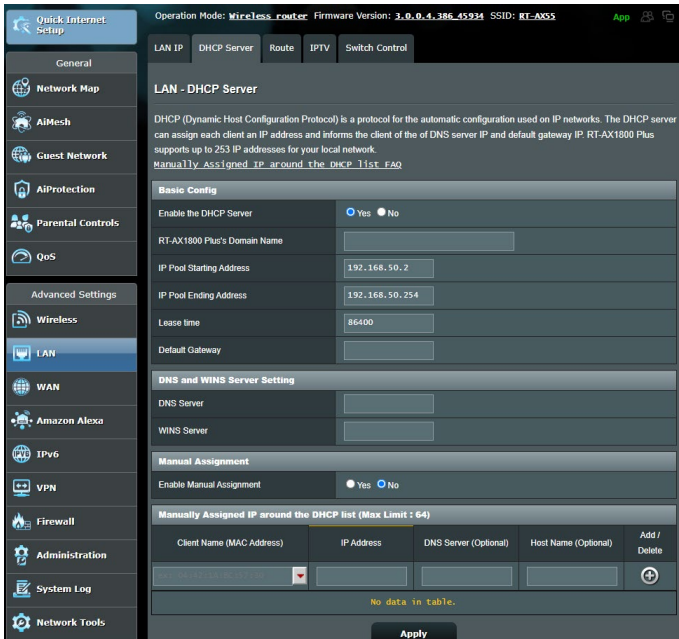 Quick Internet
Setup
Operation Mode: Wireless router Firmware Version: 3.0.0.4.386_45934 SSID: RT-AX55
App
General
Network Map
AiMesh
Guest Network
AiProtection
Parental Controls
QoS
Advanced Settings
Wireless
LAN
WAN
Amazon Alexa
IPv6
VPN
Firewall
Administration
System Log
Network Tools
LAN IP DHCP Server Route IPTV Switch Control
LAN - DHCP Server
DHCP (Dynamic Host Configuration Protocol) is a protocol for the automatic configuration used on IP networks. The DHCP server
can assign each client an IP address and informs the client of the of DNS server IP and default gateway IP. RT-AX1800 Plus
supports up to 253 IP addresses for your local network.
Manually Assigned IP around the DHCP list FAQ
Basic Config
Enable the DHCP Server Yes No
RT-AX1800 Plus's Domain Name
IP Pool Starting Address 192.168.50.2
IP Pool Ending Address 192.168.50.254
Lease time 86400
Default Gateway
DNS and WINS Server Setting
DNS Server
WINS Server
Manual Assignment
Enable Manual Assignment Yes No
Manually Assigned IP around the DHCP list (Max Limit : 64)
Client Name (MAC Address) IP Address DNS Server (Optional) Host Name (Optional) Add /
Delete
No data in table.
Apply